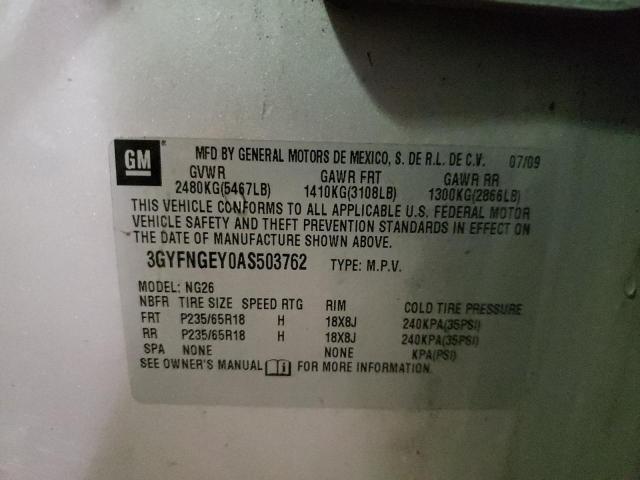 GM
MFD BY GENERAL MOTORS DE MEXICO, S. DE R.L. DE C.V. 07/09
GVWR GAWR FRT GAWR RR
2480KG(5467LB) 1410KG(3108LB) 1300KG(2866LB)
THIS VEHICLE CONFORMS TO ALL APPLICABLE U.S. FEDERAL MOTOR
VEHICLE SAFETY AND THEFT PREVENTION STANDARDS IN EFFECT ON
THE DATE OF MANUFACTURE SHOWN ABOVE.
3GYFNGEY0AS503762 TYPE: M.P.V.
MODEL: NG26
NBFR TIRE SIZE SPEED RTG RIM COLD TIRE PRESSURE
FRT P235/65R18 H 18X8J 240KPA(35PSI)
RR P235/65R18 H 18X8J 240KPA(35PSI)
SPA NONE NONE KPA(PSI)
SEE OWNER'S MANUAL i FOR MORE INFORMATION.